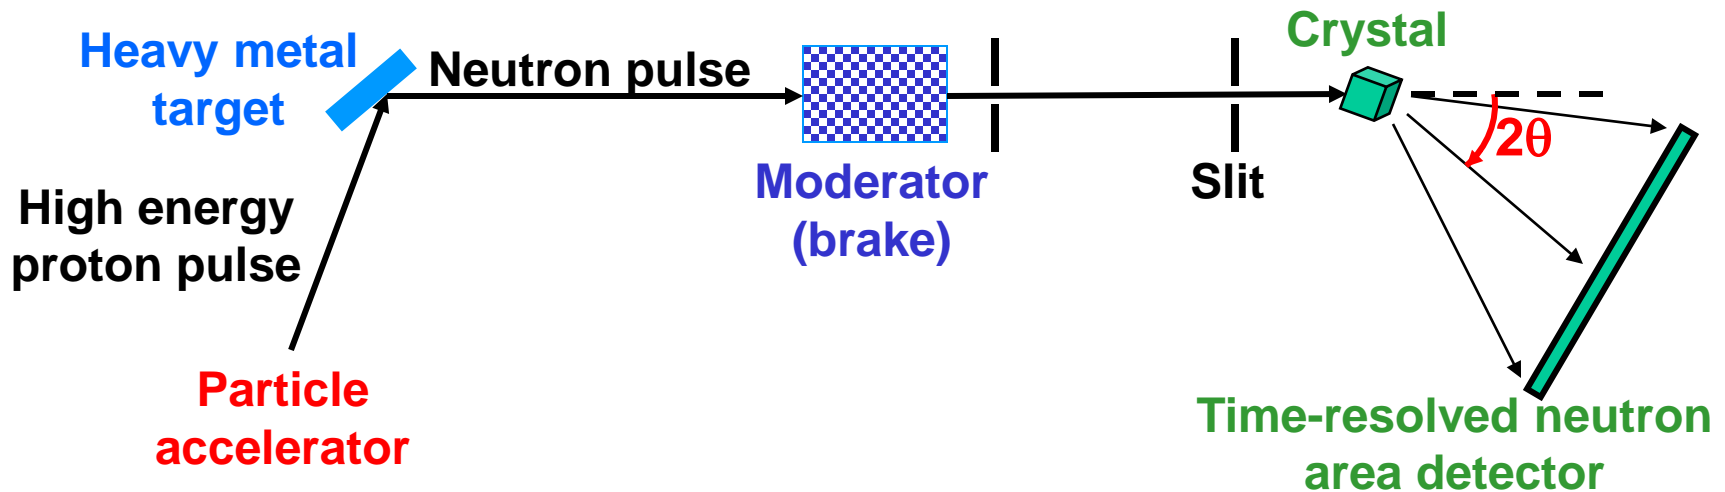 Heavy metal
target
Neutron pulse
High energy
proton pulse
Particle
accelerator
Moderator
(brake)
Slit
Crystal
2θ
Time-resolved neutron
area detector